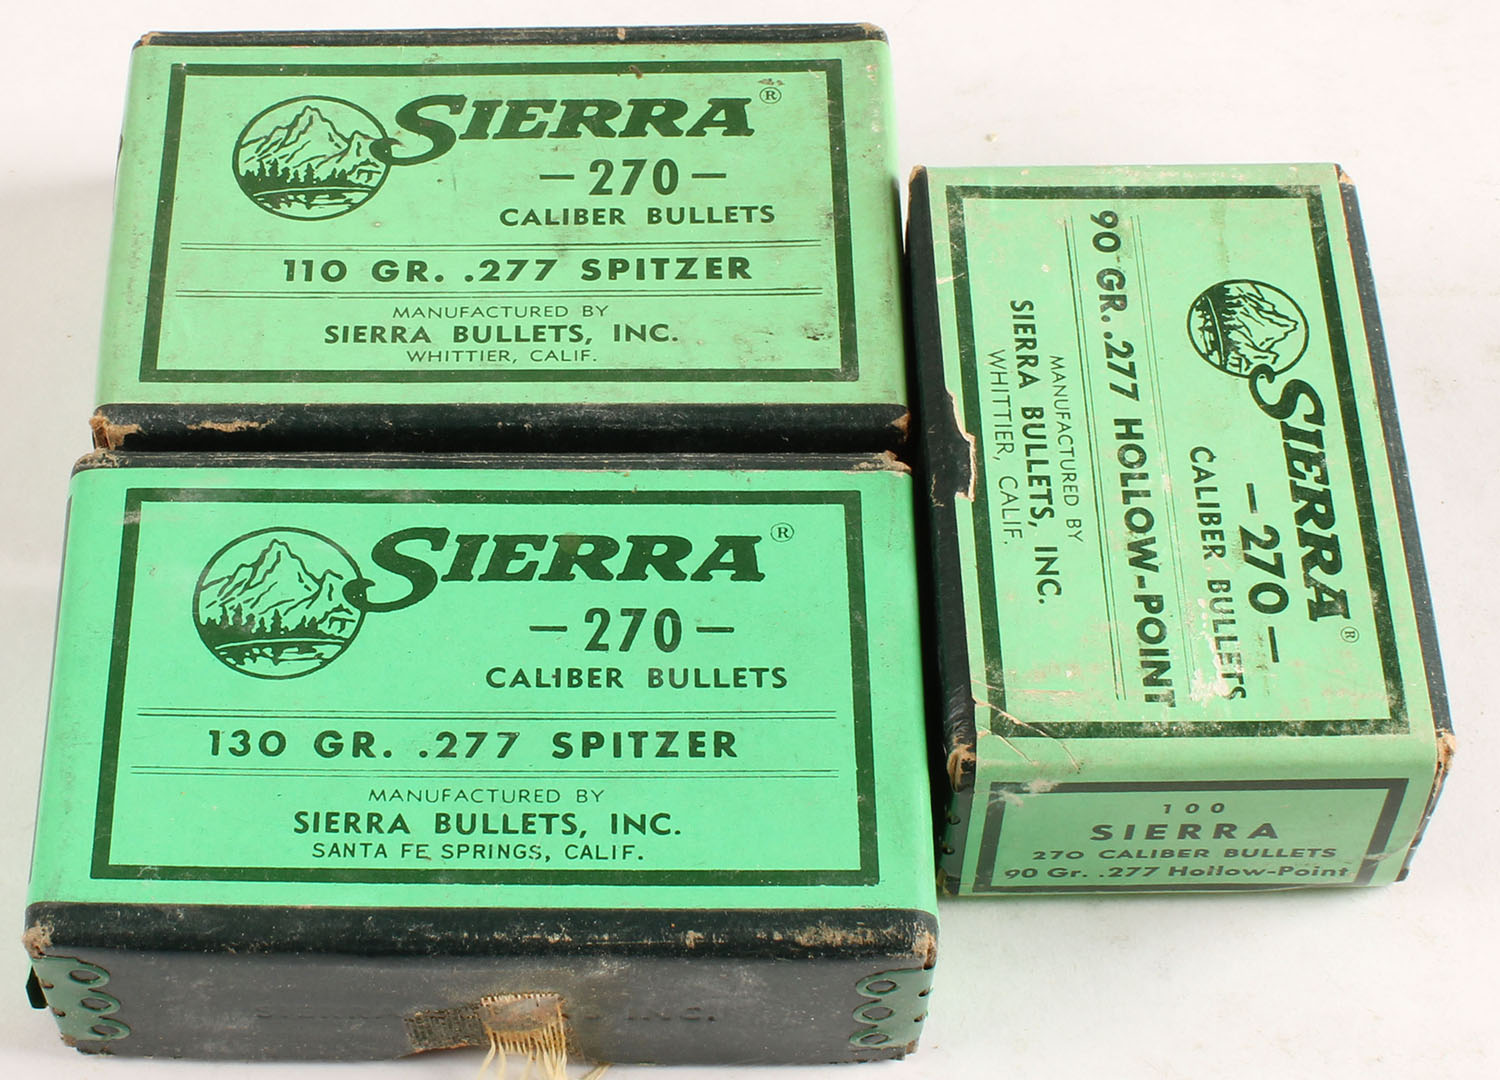 SIERRA®
-270-
CALIBER BULLETS
110 GR. .277 SPITZER
MANUFACTURED BY
SIERRA BULLETS, INC.
WHITTIER, CALIF.
SIERRA®
-270-
CALIBER BULLETS
130 GR. .277 SPITZER
MANUFACTURED BY
SIERRA BULLETS, INC.
SANTA FE SPRINGS, CALIF.
SIERRA®
-270-
CALIBER BULLETS
90 GR. .277 HOLLOW-POINT
MANUFACTURED BY
SIERRA BULLETS, INC.
WHITTIER, CALIF.
100
SIERRA
270 CALIBER BULLETS
90 Gr. .277 Hollow-Point
SIERRA INC.